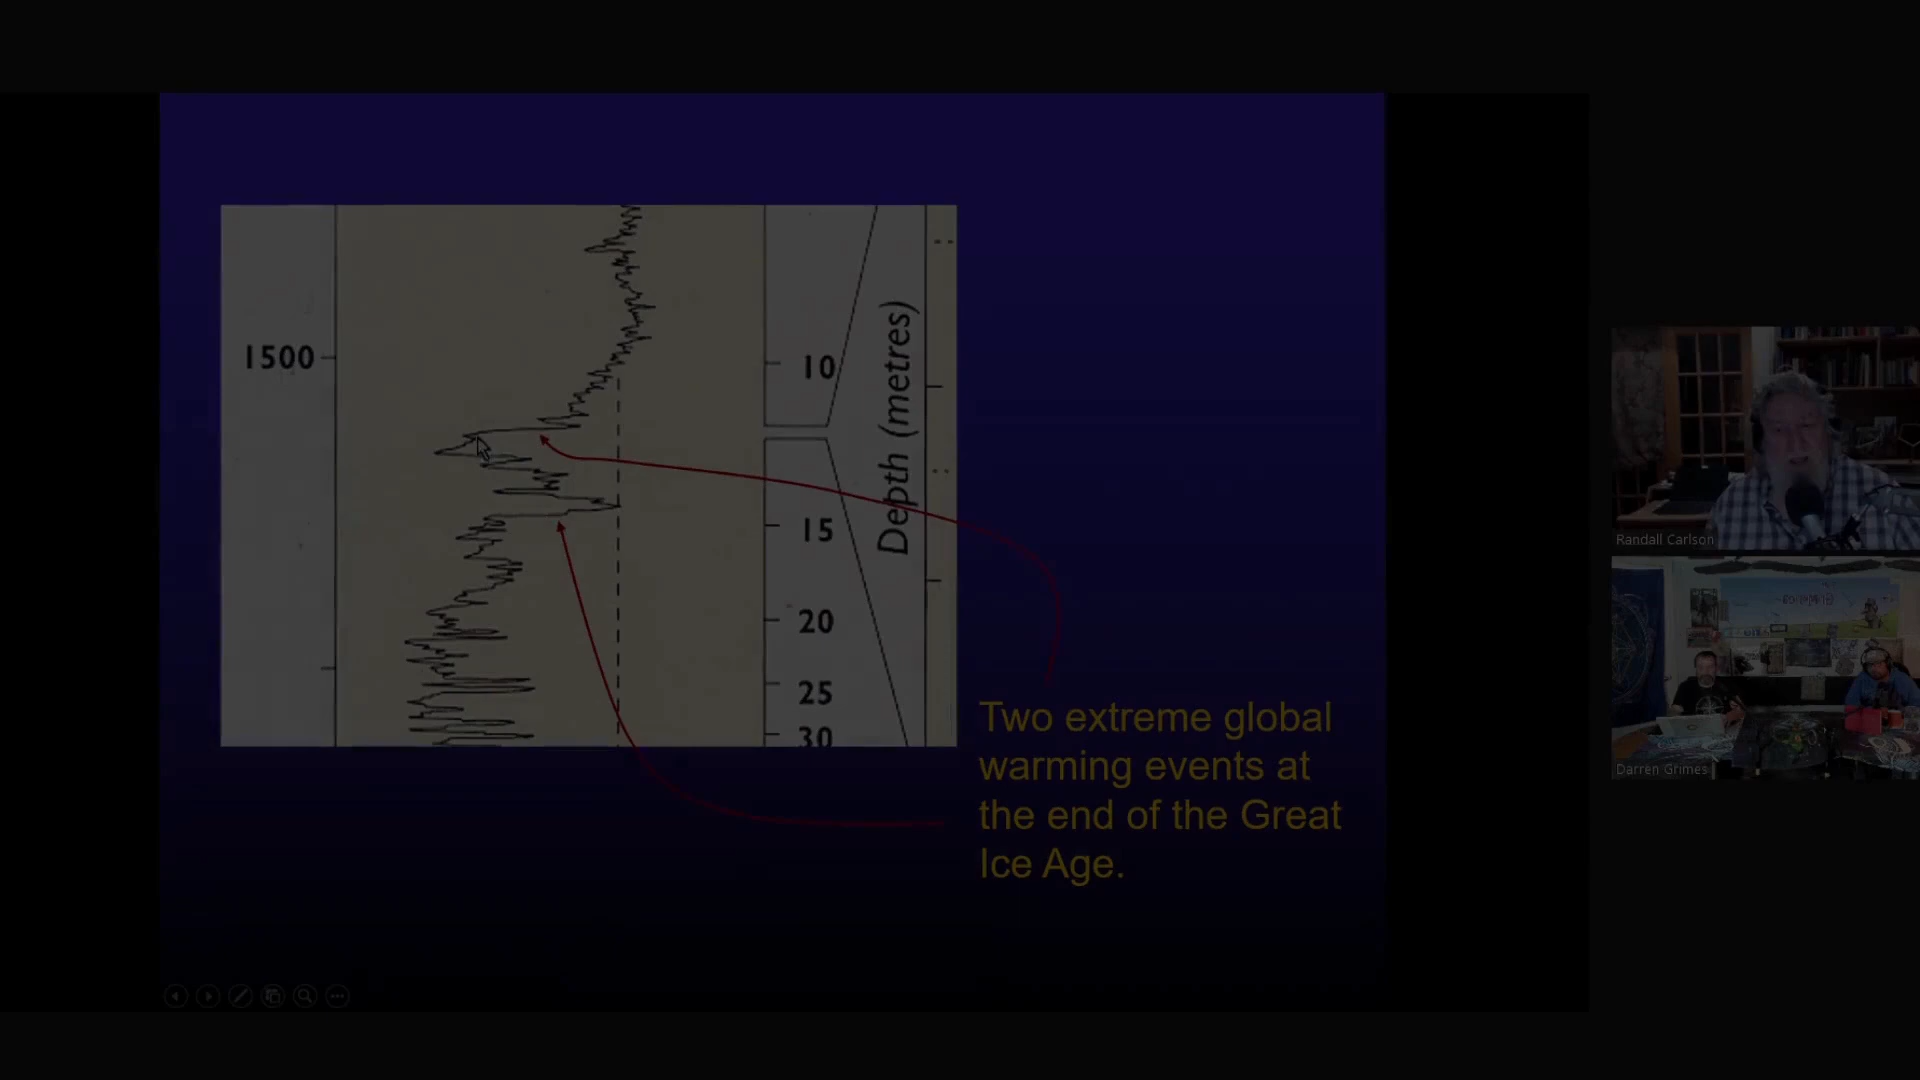 1500
10
15
20
25
30
Depth (metres)
Two extreme global
warming events at
the end of the Great
Ice Age.
Randall Carlson
Darren Grimes